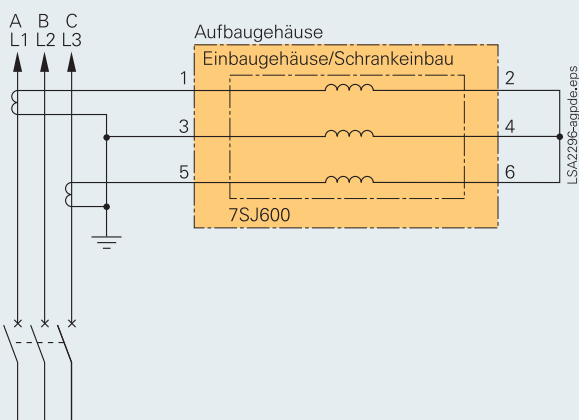 A B C
L1 L2 L3
Aufbaugehäuse
Einbaugehäuse/Schrankeinbau
1
2
3
4
5
6
7SJ600
LSA2296-agpde.eps